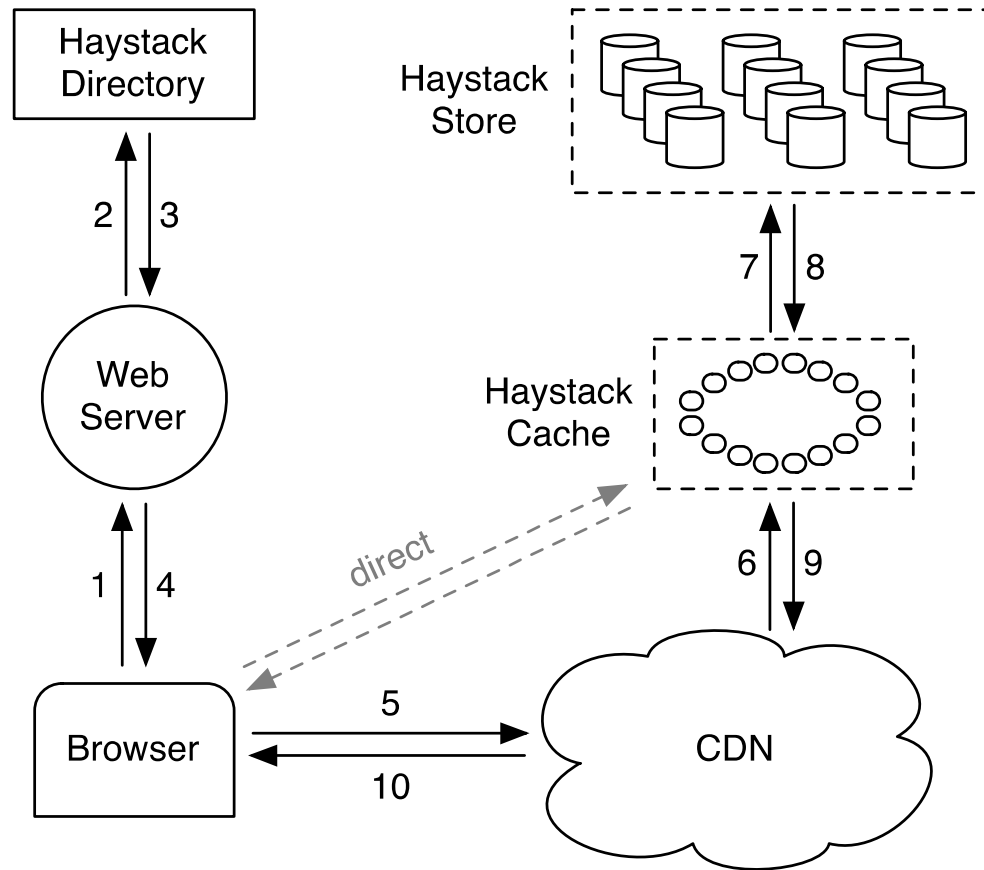 Haystack
Directory
Haystack
Store
2
3
7
8
Web
Server
Haystack
Cache
direct
1
4
6
9
5
Browser
CDN
10